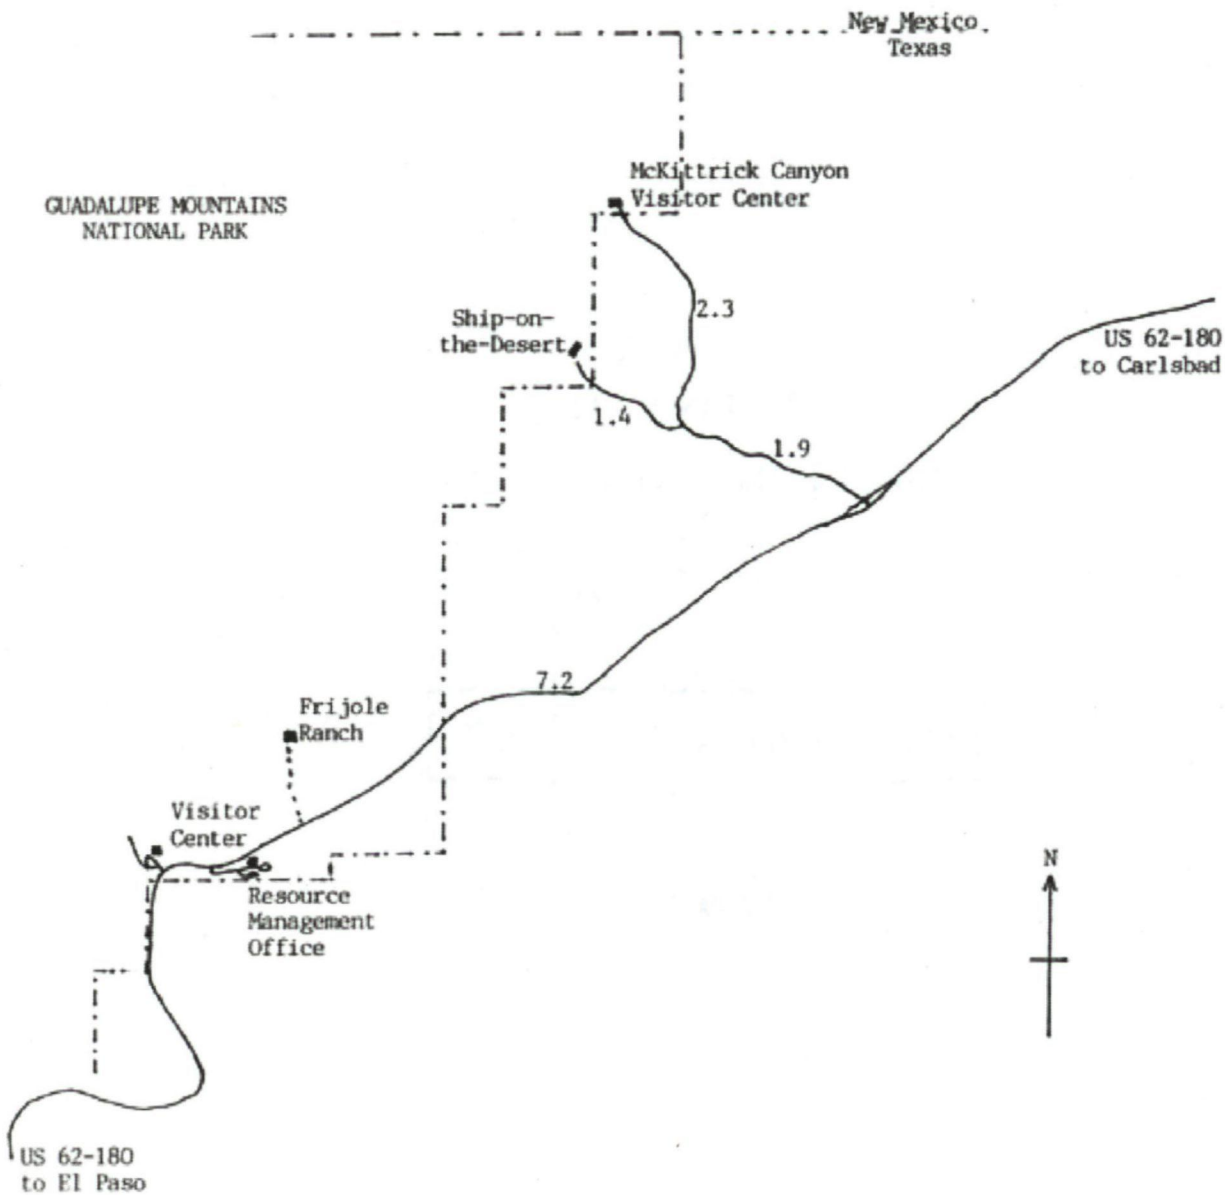 New Mexico
Texas
McKittrick Canyon
Visitor Center
GUADALUPE MOUNTAINS
NATIONAL PARK
2.3
Ship-on-
the-Desert
US 62-180
to Carlsbad
1.4
1.9
7.2
Frijole
Ranch
Visitor
Center
N
Resource
Management
Office
US 62-180
to El Paso